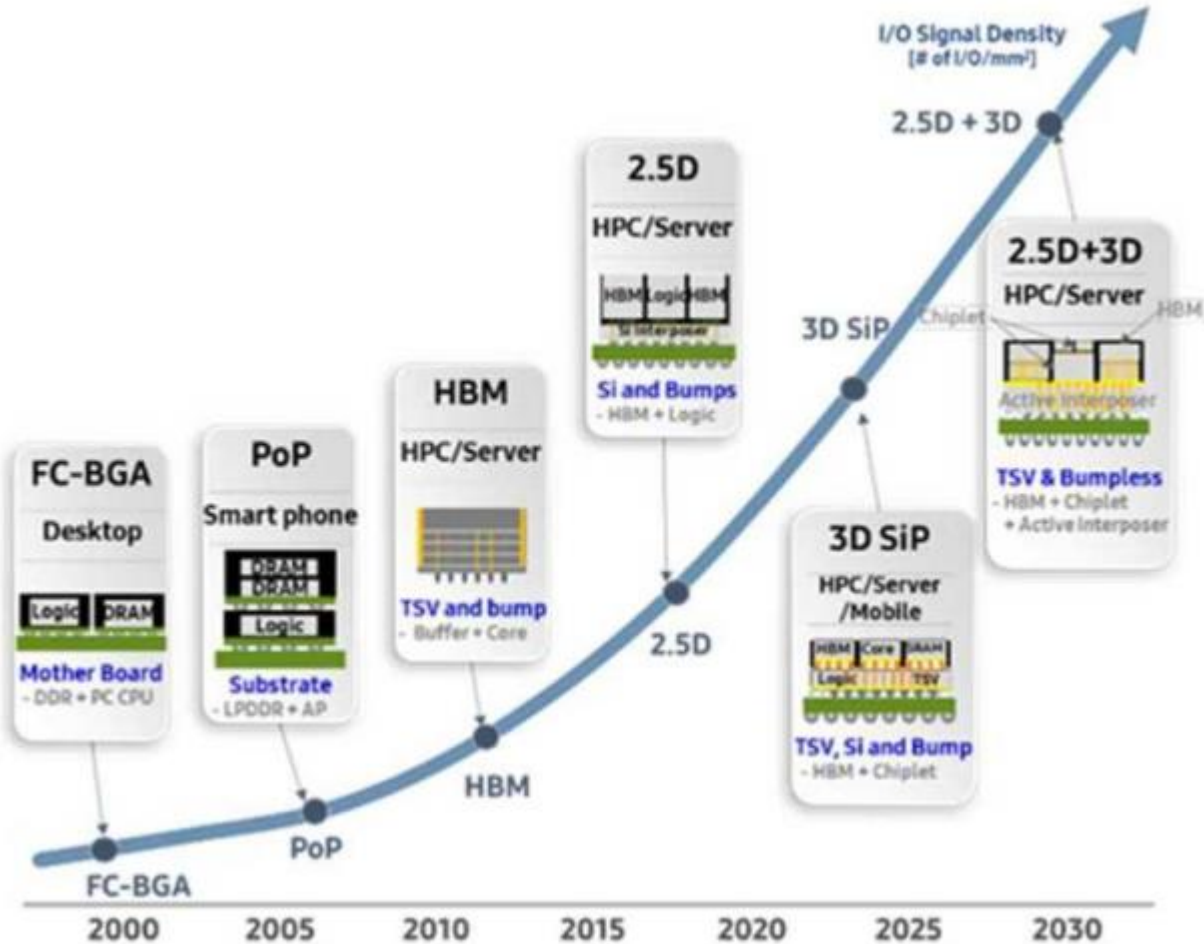 I/O Signal Density
[# of I/O/mm²]
2.5D + 3D
2.5D
HPC/Server
HBM Logic HBM
Si Interposer
Si and Bumps
- HBM + Logic
2.5D+3D
HPC/Server
Chiplet
HBM
Active Interposer
TSV & Bumpless
- HBM + Chiplet
+ Active Interposer
3D SiP
HBM
HPC/Server
TSV and bump
- Buffer + Core
FC-BGA
Desktop
Logic DRAM
Mother Board
- DDR + PC CPU
PoP
Smart phone
DRAM
DRAM
Logic
Substrate
- LPDDR + AP
3D SiP
HPC/Server
/Mobile
HBM Core SRAM
Logic TSV
TSV, Si and Bump
- HBM + Chiplet
2.5D
HBM
PoP
FC-BGA
2000 2005 2010 2015 2020 2025 2030